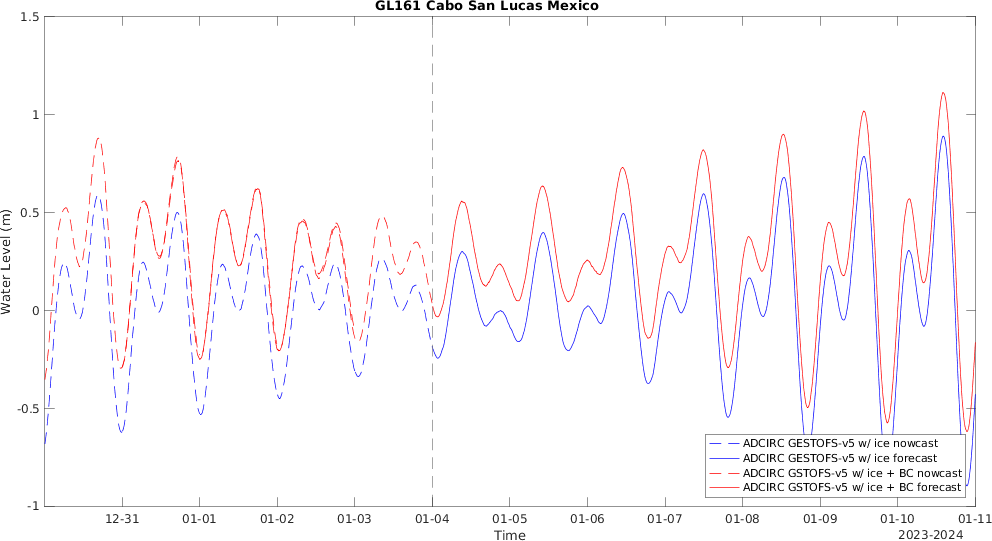 GL161 Cabo San Lucas Mexico
1.5
1
0.5
0
-0.5
-1
Water Level (m)
12-31
01-01
01-02
01-03
01-04
01-05
01-06
01-07
01-08
01-09
01-10
01-11
Time
2023-2024
ADCIRC GESTOFS-v5 w/ ice nowcast
ADCIRC GESTOFS-v5 w/ ice forecast
ADCIRC GSTOFS-v5 w/ ice + BC nowcast
ADCIRC GSTOFS-v5 w/ ice + BC forecast